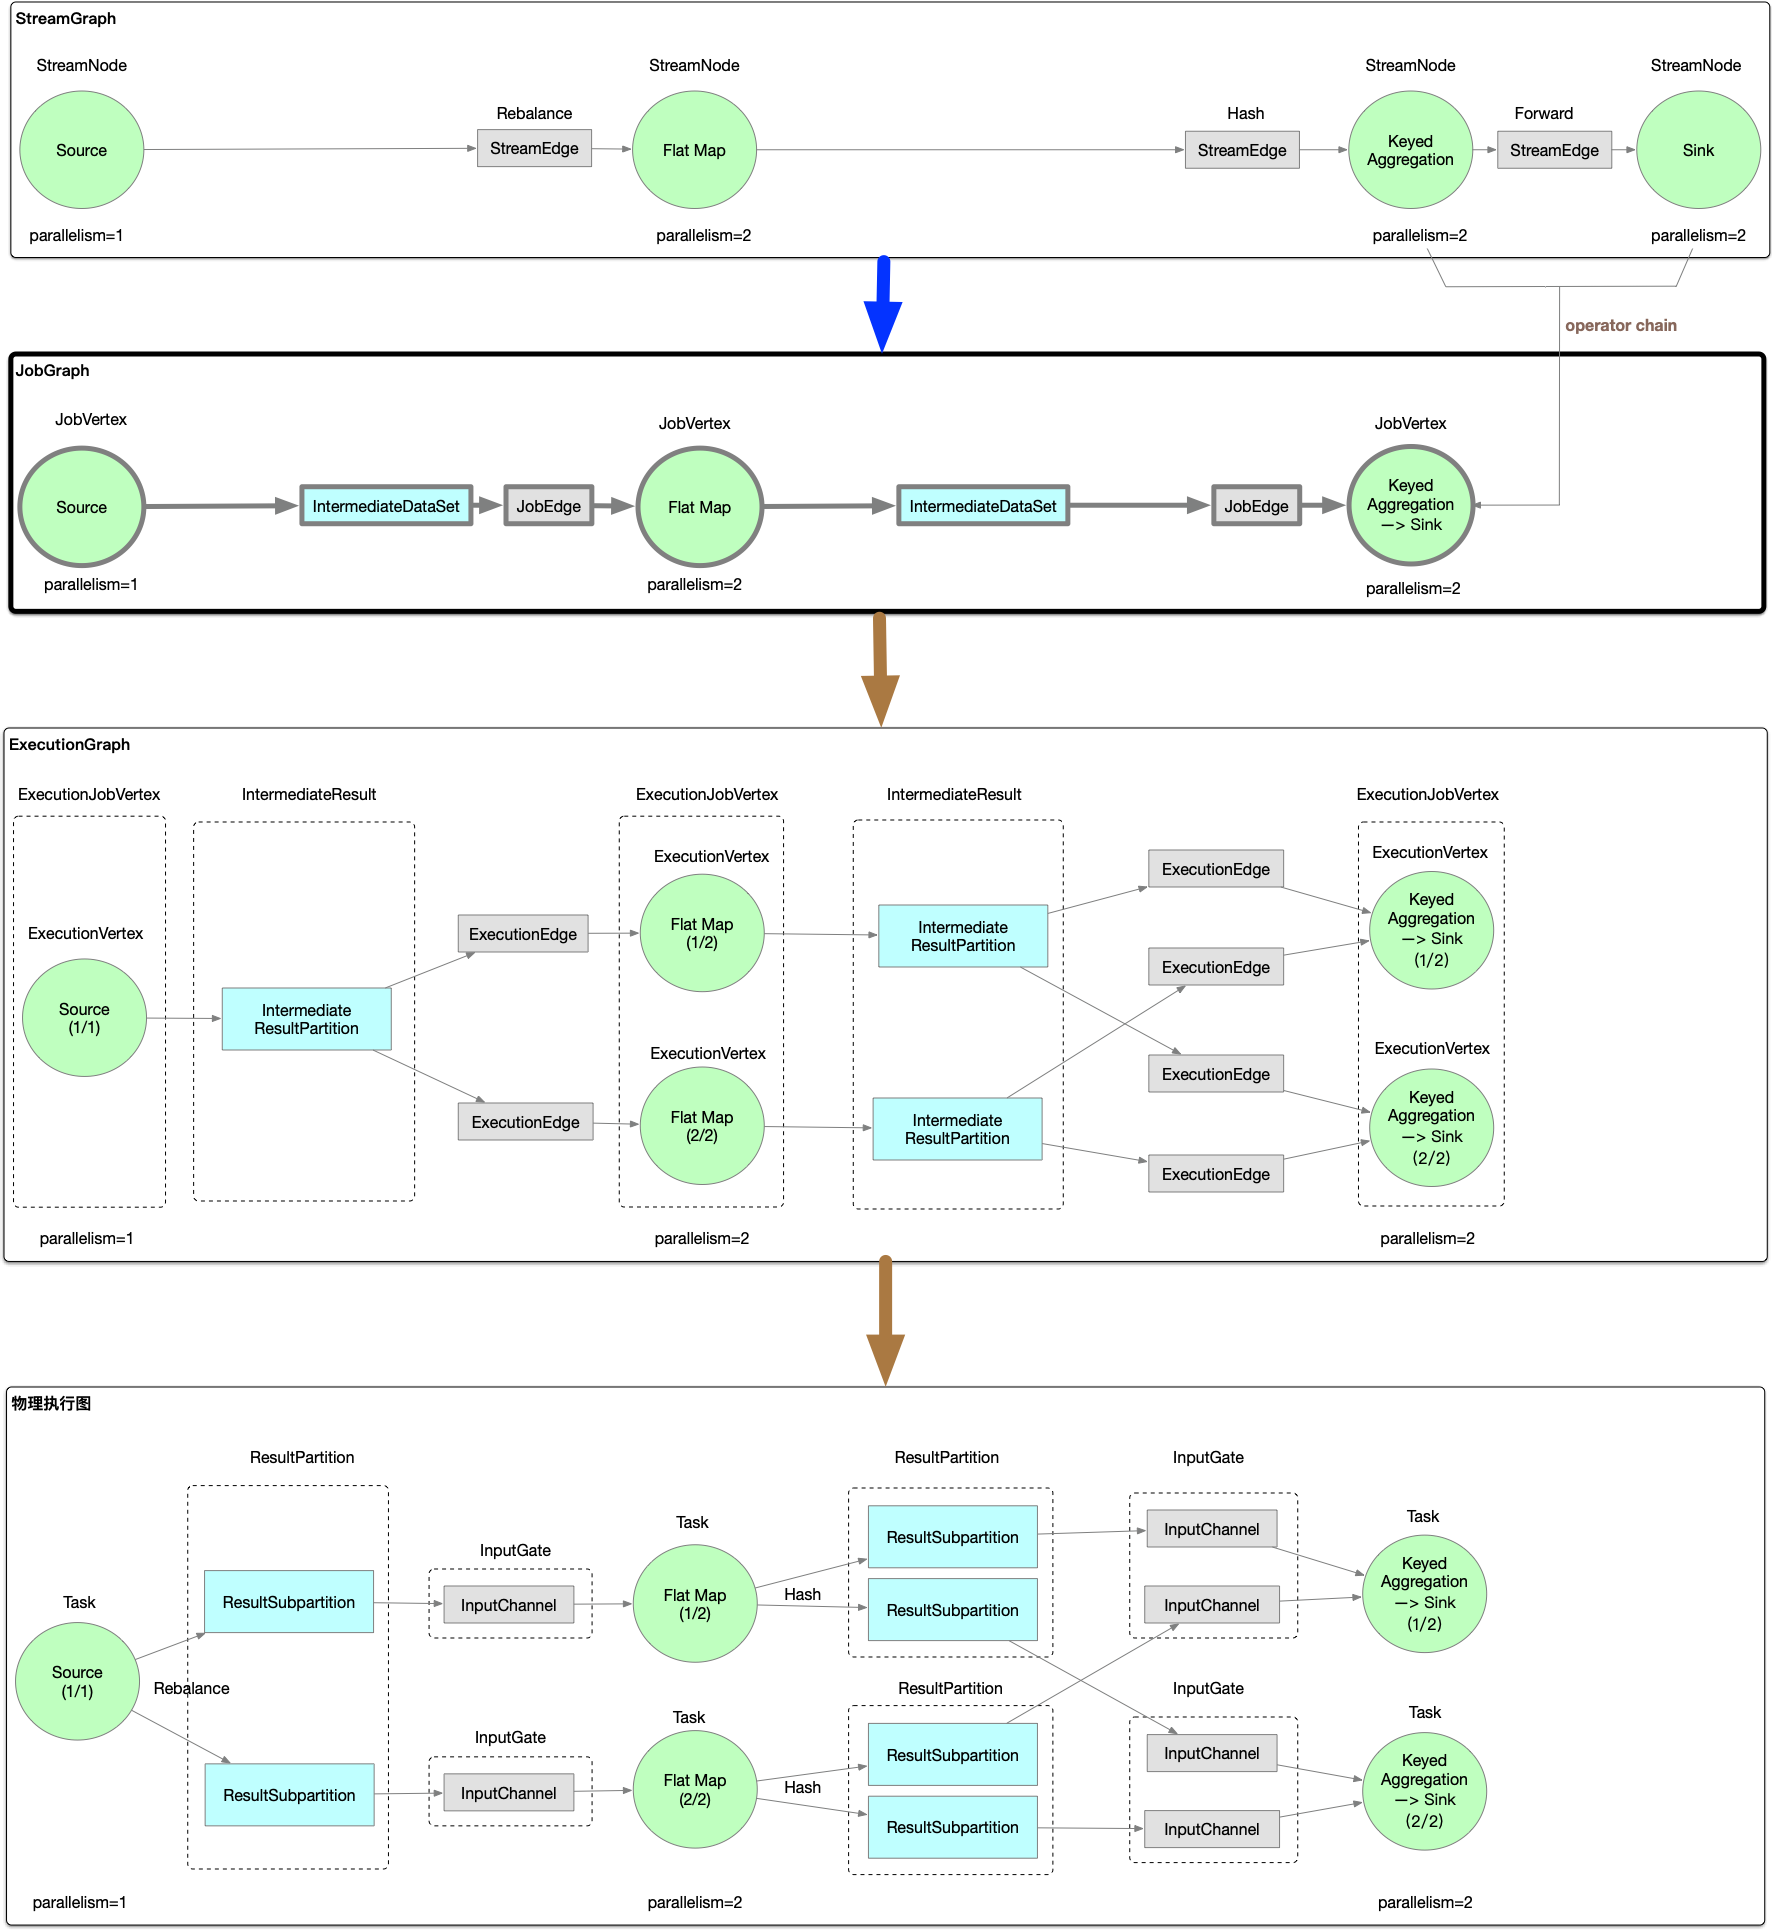 StreamGraph
StreamNode
StreamNode
StreamNode
StreamNode
Rebalance
Hash
Forward
Source
StreamEdge
Flat Map
StreamEdge
Keyed
Aggregation
StreamEdge
Sink
parallelism=1
parallelism=2
parallelism=2
parallelism=2
operator chain
JobGraph
JobVertex
JobVertex
JobVertex
Source
IntermediateDataSet
JobEdge
Flat Map
IntermediateDataSet
JobEdge
Keyed
Aggregation
—> Sink
parallelism=1
parallelism=2
parallelism=2
ExecutionGraph
ExecutionJobVertex
IntermediateResult
ExecutionJobVertex
IntermediateResult
ExecutionJobVertex
ExecutionVertex
Source
(1/1)
Intermediate
ResultPartition
ExecutionEdge
ExecutionEdge
ExecutionVertex
Flat Map
(1/2)
ExecutionVertex
Flat Map
(2/2)
Intermediate
ResultPartition
Intermediate
ResultPartition
ExecutionEdge
ExecutionEdge
ExecutionEdge
ExecutionEdge
ExecutionVertex
Keyed
Aggregation
—> Sink
(1/2)
ExecutionVertex
Keyed
Aggregation
—> Sink
(2/2)
parallelism=1
parallelism=2
parallelism=2
物理执行图
Task
Source
(1/1)
Rebalance
ResultPartition
ResultSubpartition
ResultSubpartition
InputGate
InputChannel
InputGate
InputChannel
Task
Flat Map
(1/2)
Hash
Task
Flat Map
(2/2)
Hash
ResultPartition
ResultSubpartition
ResultSubpartition
ResultPartition
ResultSubpartition
ResultSubpartition
InputGate
InputChannel
InputChannel
InputGate
InputChannel
InputChannel
Task
Keyed
Aggregation
—> Sink
(1/2)
Task
Keyed
Aggregation
—> Sink
(2/2)
parallelism=1
parallelism=2
parallelism=2